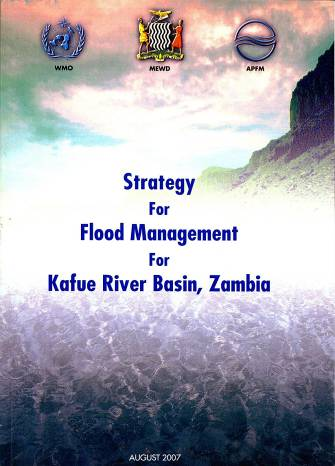 WMO MEWD APFM
Strategy
For
Flood Management
For
Kafue River Basin, Zambia
AUGUST 2007